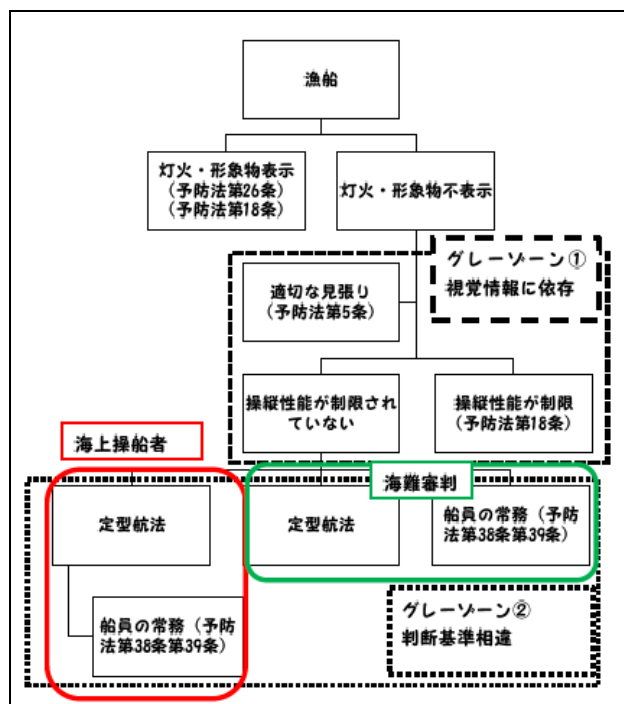 漁船
灯火・形象物表示
(予防法第26条)
(予防法第18条)
灯火・形象物不表示
グレーゾーン①
視覚情報に依存
適切な見張り
(予防法第5条)
操縦性能が制限され
ていない
操縦性能が制限
(予防法第18条)
海上操船者
海難審判
定型航法
定型航法
船員の常務(予防
法第38条第39条)
船員の常務(予防
法第38条第39条)
グレーゾーン②
判断基準相違